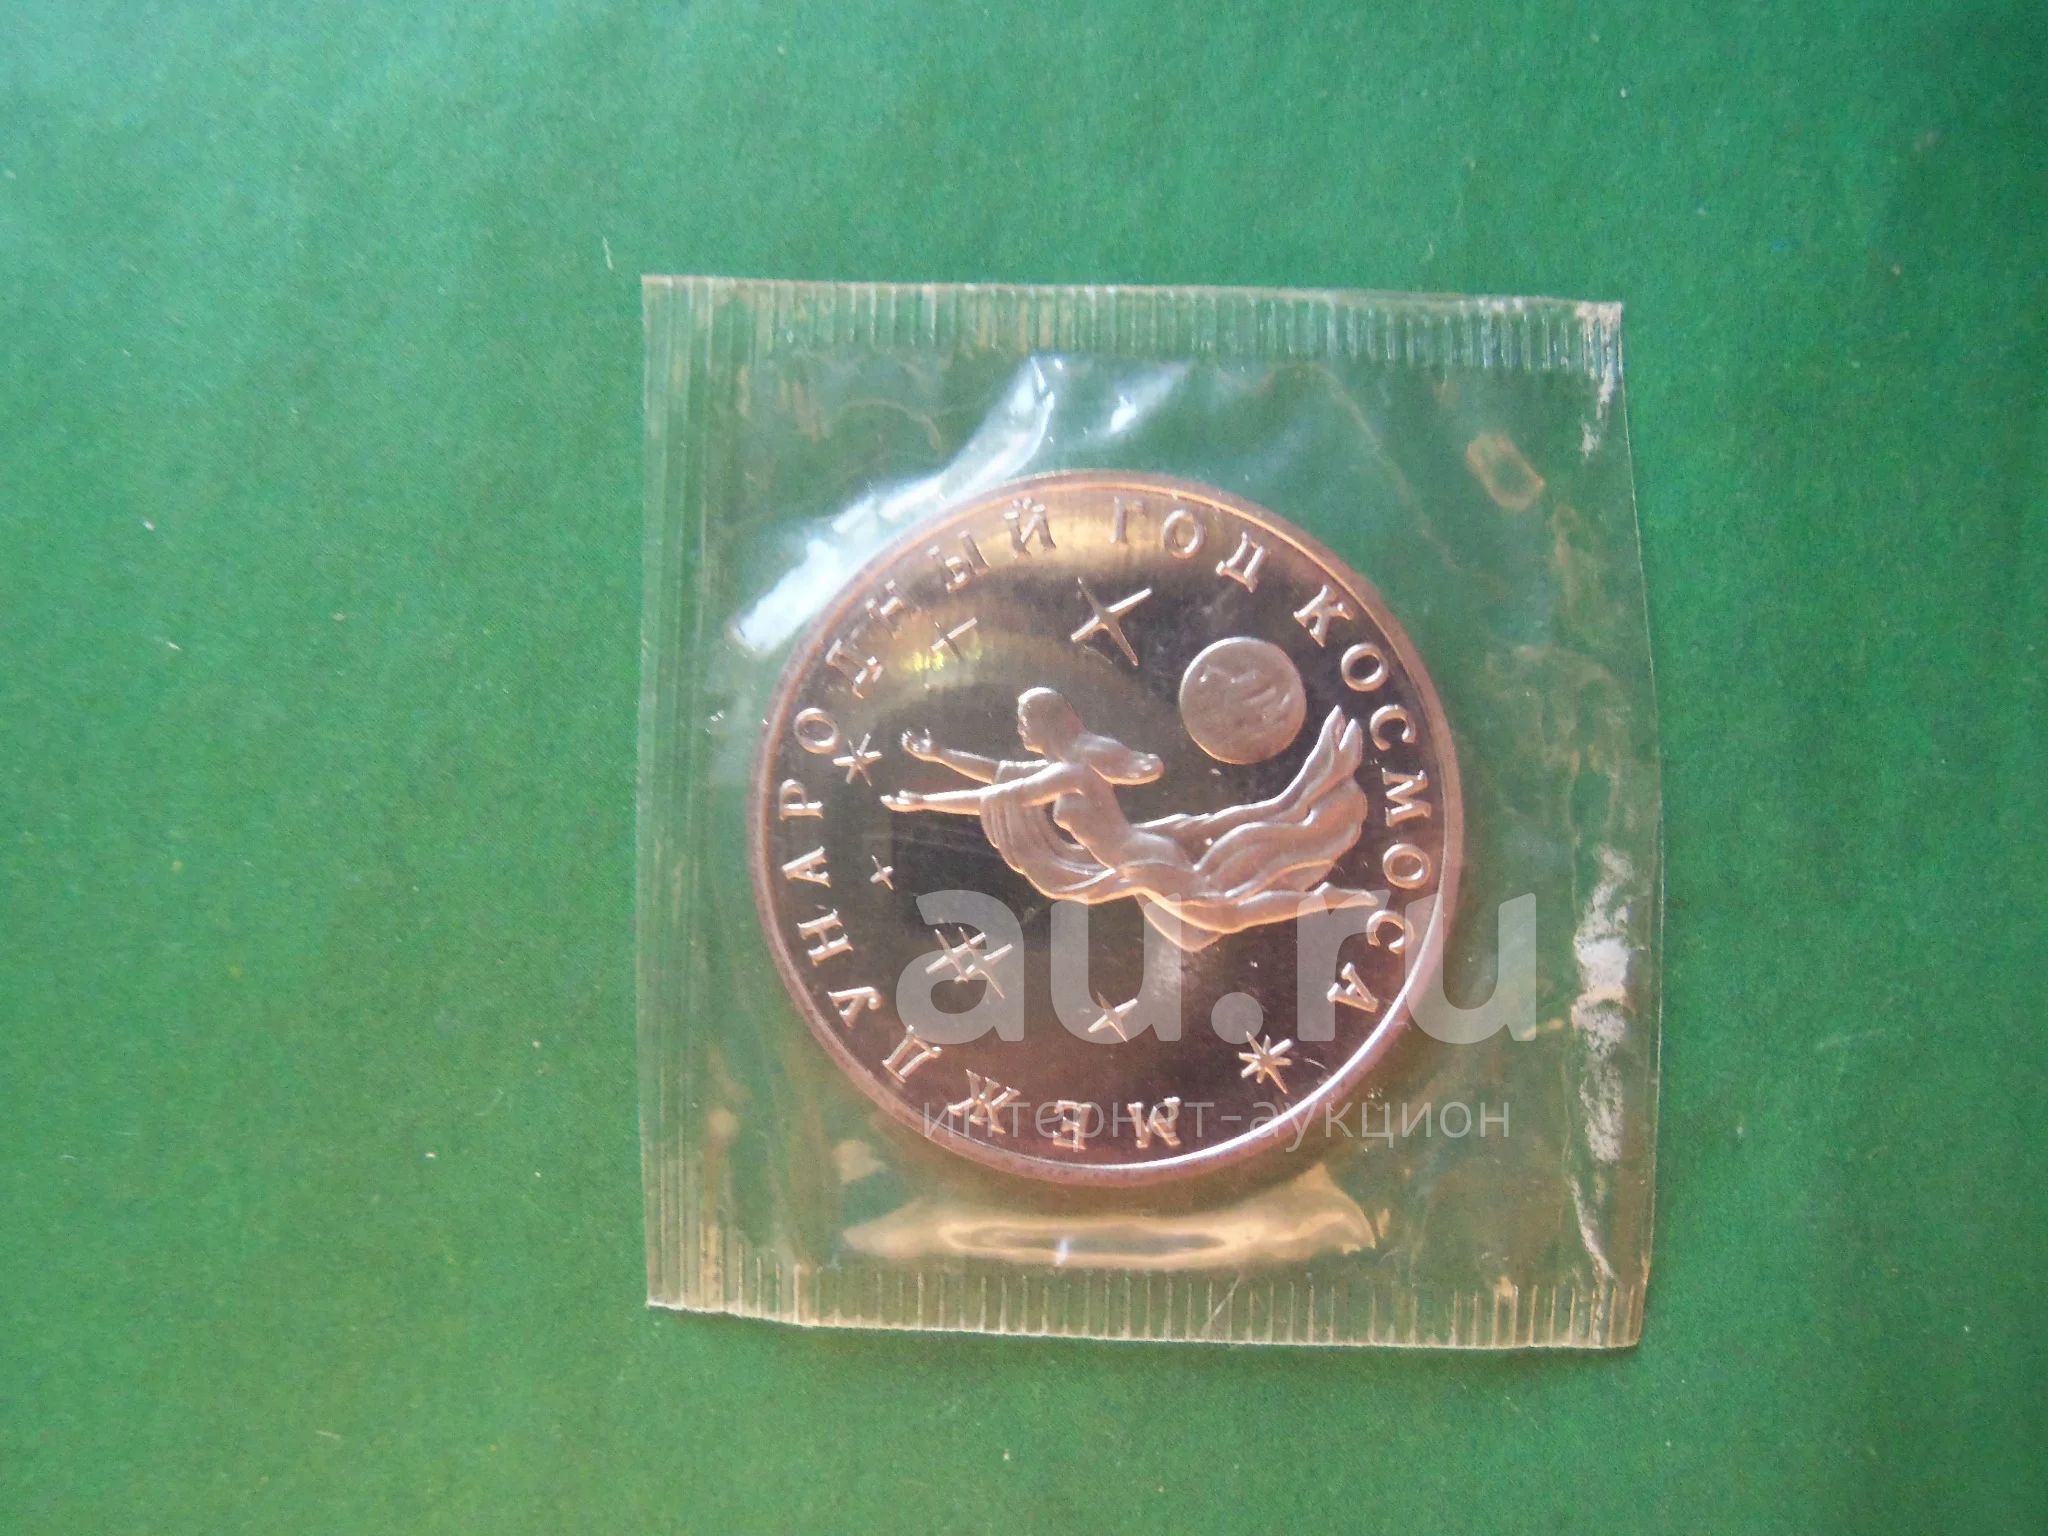 МЕЖДУНАРОДНЫЙ ГОД КОСМОСА
au.ru
интернет-аукцион